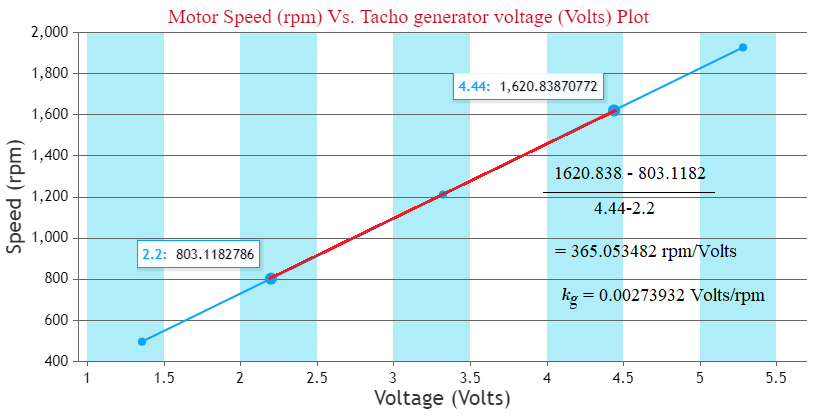 Motor Speed (rpm) Vs. Tacho generator voltage (Volts) Plot
2,000
1,800
1,600
1,400
1,200
1,000
800
600
400
Speed (rpm)
4.44: 1,620.83870772
2.2: 803.1182786
1620.838 - 803.1182
4.44-2.2
= 365.053482 rpm/Volts
kg = 0.00273932 Volts/rpm
1 1.5 2 2.5 3 3.5 4 4.5 5 5.5
Voltage (Volts)